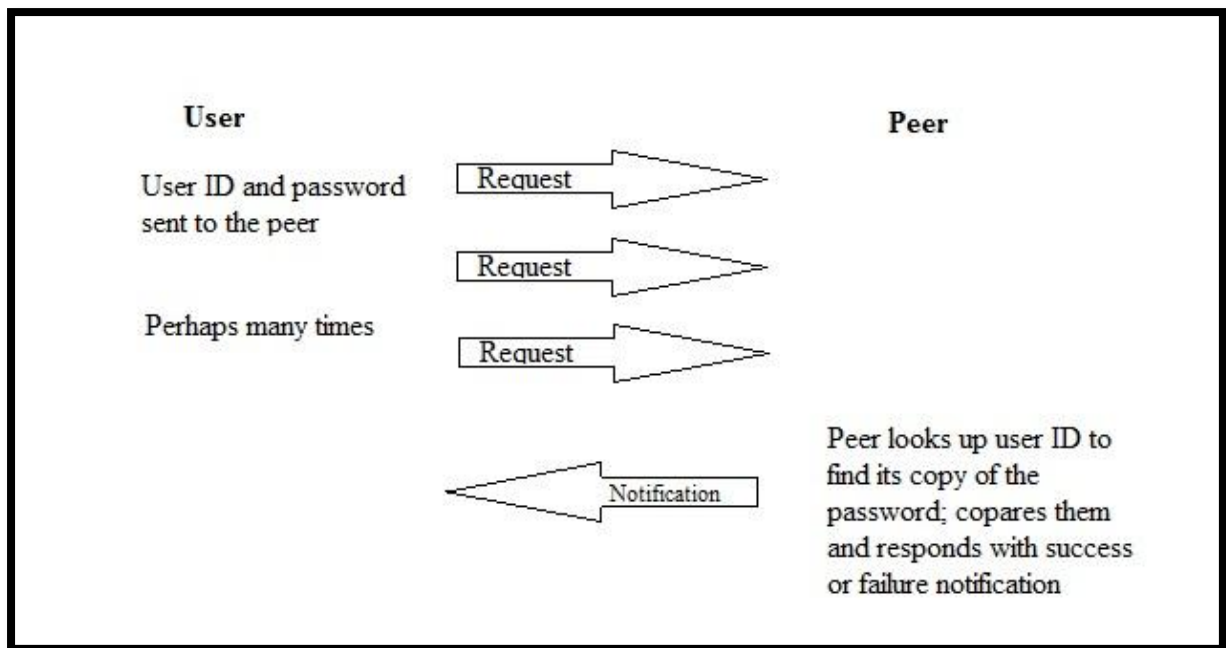 User
Peer
User ID and password
sent to the peer
Request
Request
Perhaps many times
Request
Peer looks up user ID to
find its copy of the
password; copares them
and responds with success
or failure notification
Notification